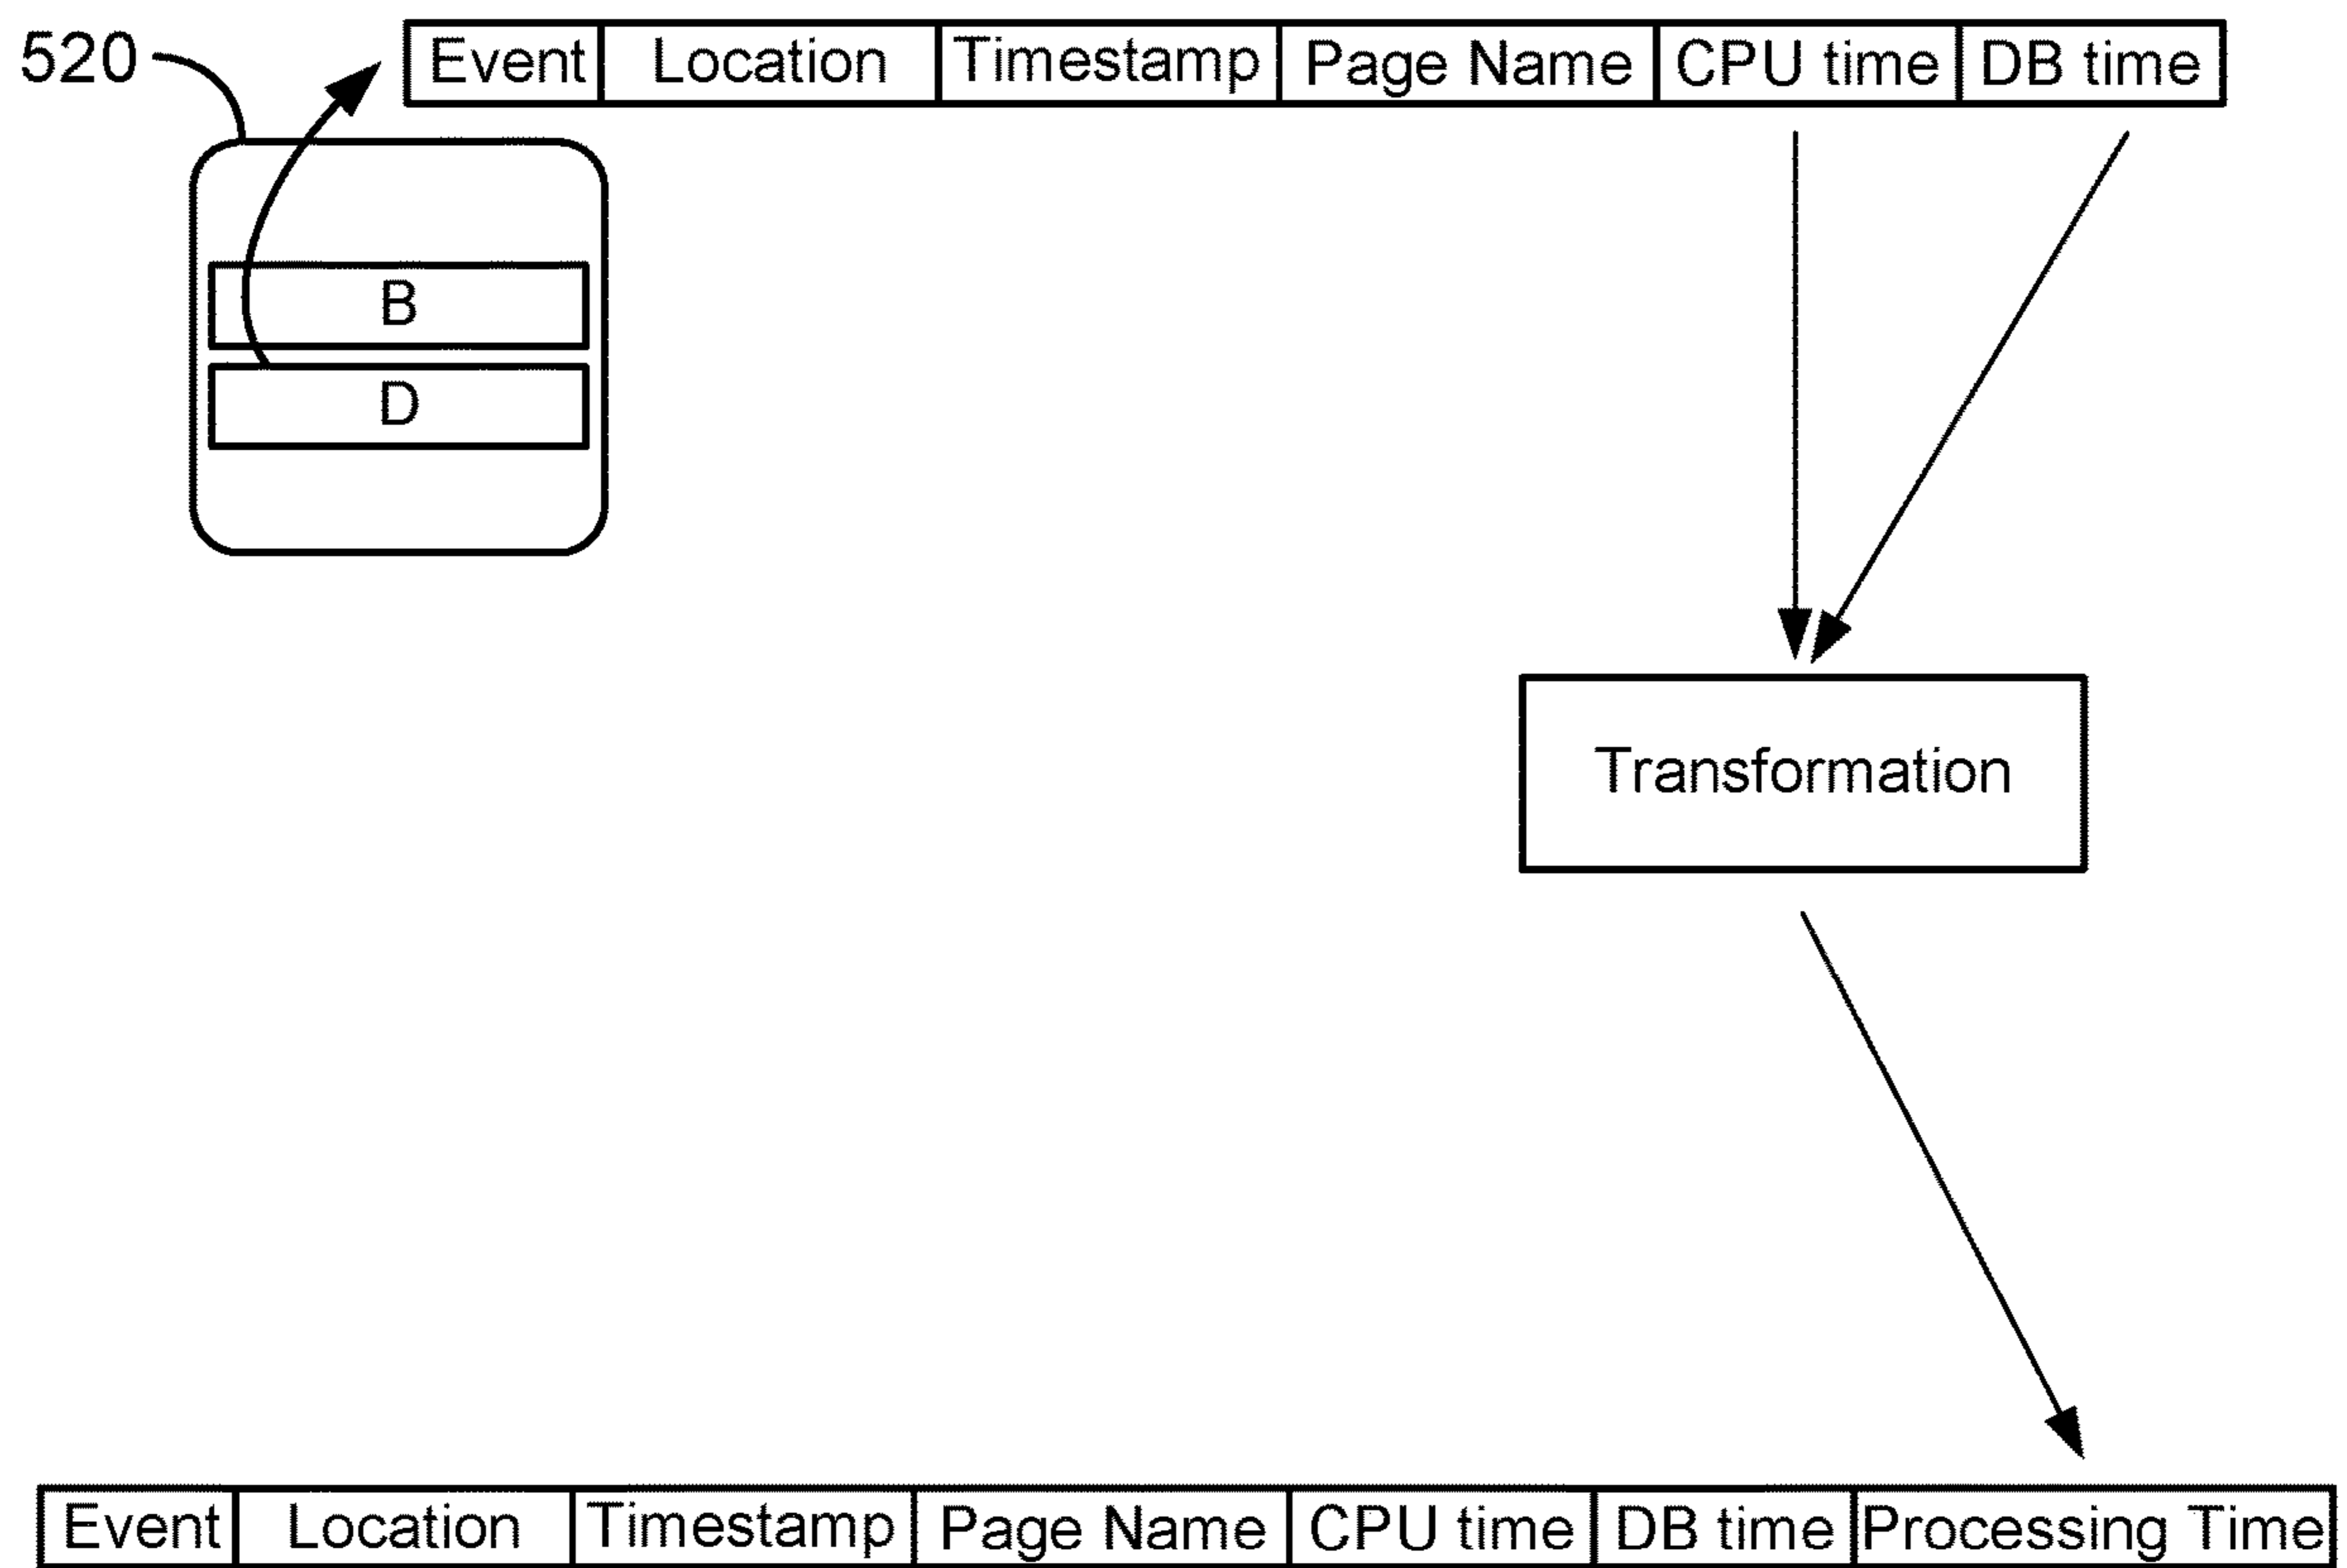 520
Event Location Timestamp Page Name CPU time DB time
B
D
Transformation
Event Location Timestamp Page Name CPU time DB time Processing Time